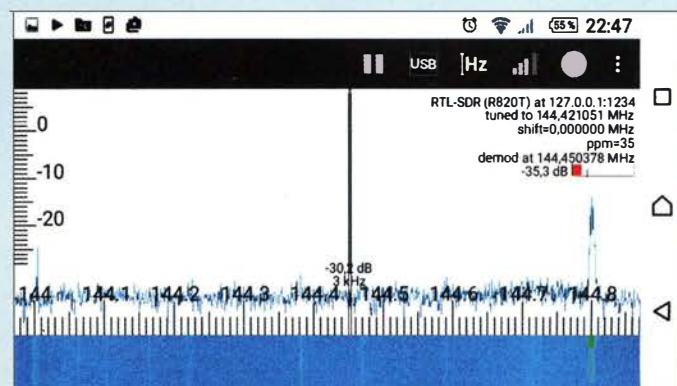 55 % 22:47
USB Hz
RTL-SDR (R820T) at 127.0.0.1:1234
tuned to 144,421051 MHz
shift=0,000000 MHz
ppm=35
demod at 144,450378 MHz
-35,3 dB
0
-10
-20
-30,2 dB
3 kHz
144 144.1 144.2 144.3 144.4 144.5 144.6 144.7 144.8